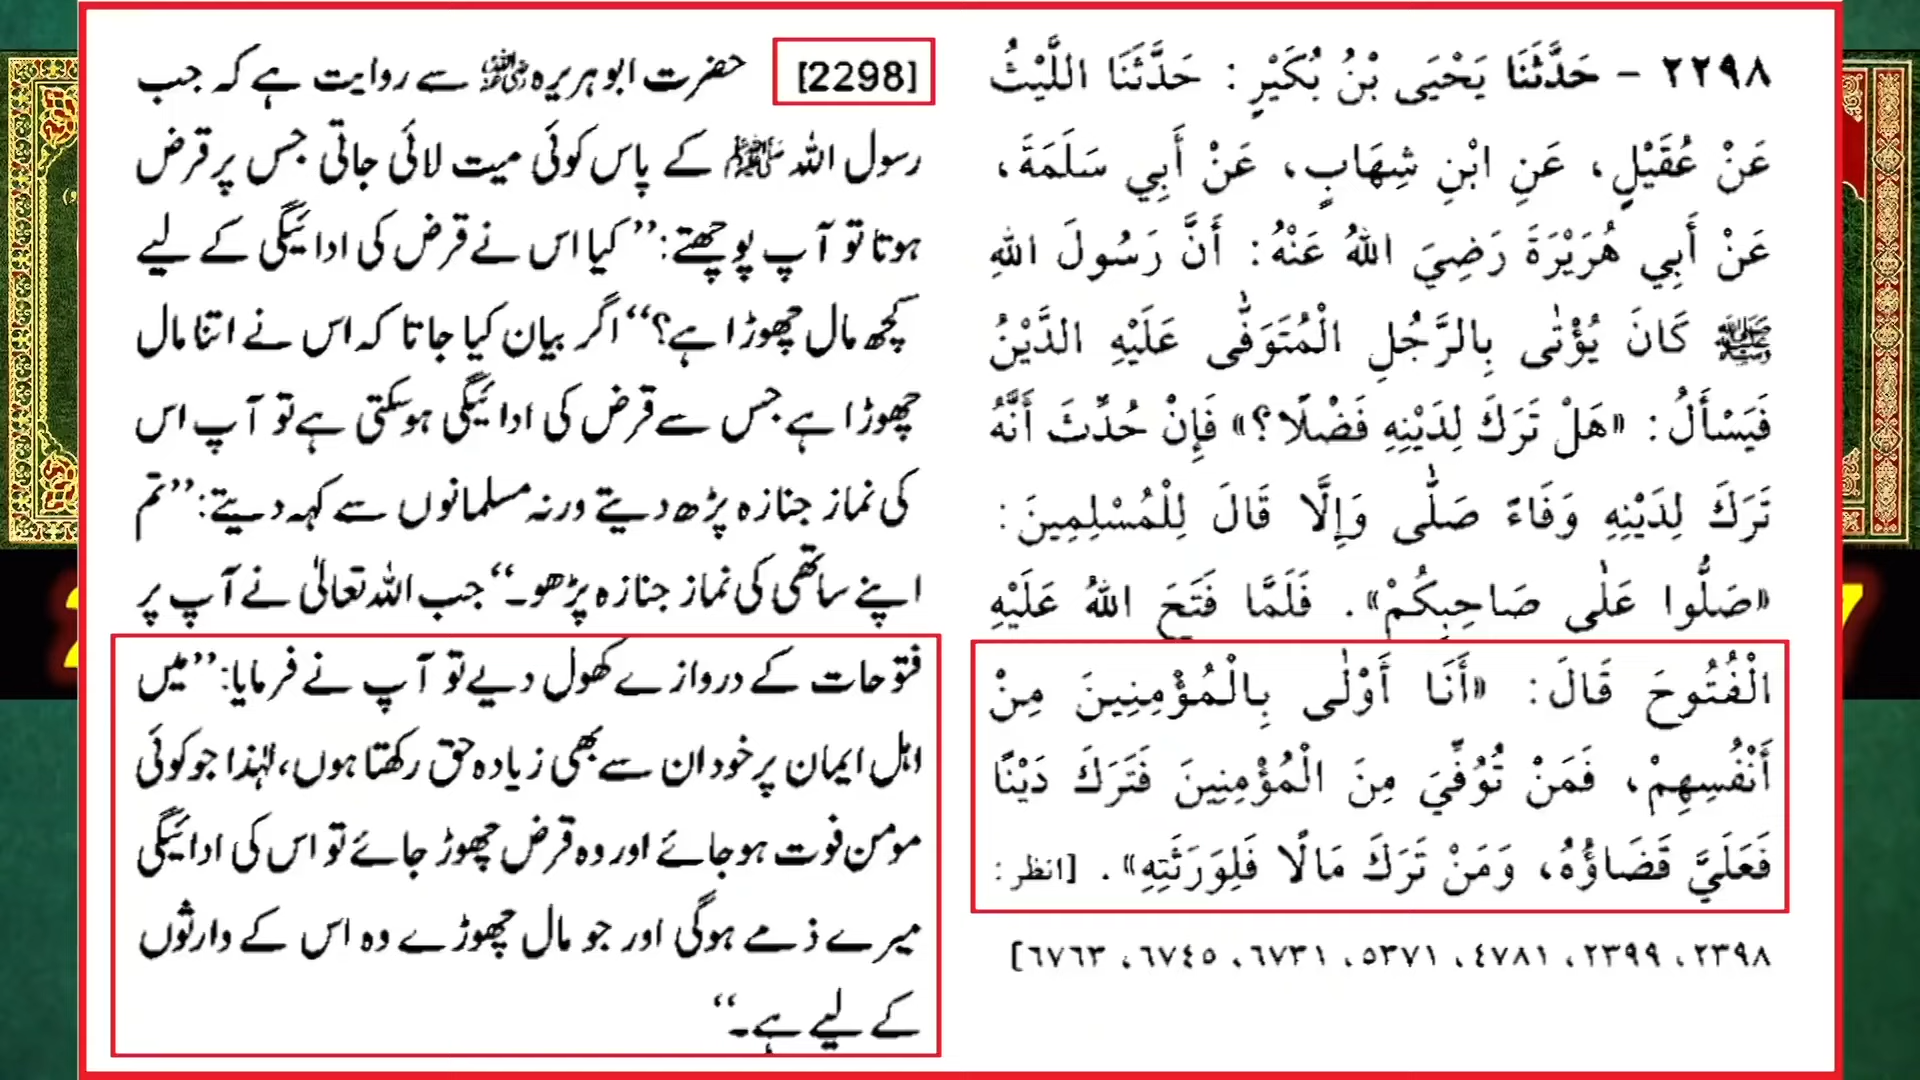 ٢٢٩٨ - حَدَّثَنَا يَحْيَى بْنُ بُكَيْرٍ: حَدَّثَنَا اللَّيْثُ
عَنْ عُقَيْلٍ، عَنِ ابْنِ شِهَابٍ، عَنْ أَبِي سَلَمَةَ،
عَنْ أَبِي هُرَيْرَةَ رَضِيَ اللهُ عَنْهُ: أَنَّ رَسُولَ اللهِ
ﷺ كَانَ يُؤْتٰى بِالرَّجُلِ الْمُتَوَفّٰى عَلَيْهِ الدَّيْنُ
فَيَسْأَلُ: «هَلْ تَرَكَ لِدَيْنِهِ فَضْلًا؟» فَإِنْ حُدِّثَ أَنَّهُ
تَرَكَ لِدَيْنِهِ وَفَاءً صَلّٰى وَإِلَّا قَالَ لِلْمُسْلِمِينَ:
«صَلُّوا عَلٰى صَاحِبِكُمْ». فَلَمَّا فَتَحَ اللهُ عَلَيْهِ
الْفُتُوحَ قَالَ: «أَنَا أَوْلٰى بِالْمُؤْمِنِينَ مِنْ
أَنْفُسِهِمْ، فَمَنْ تُوُفِّيَ مِنَ الْمُؤْمِنِينَ فَتَرَكَ دَيْنًا
فَعَلَيَّ قَضَاؤُهُ، وَمَنْ تَرَكَ مَالًا فَلِوَرَثَتِهِ». [انظر:
٢٣٩٨، ٢٣٩٩، ٤٧٨١، ٥٣٧١، ٦٧٣١، ٦٧٤٥، ٦٧٦٣]
[2298] حضرت ابو ہریرہ رضی اللہ عنہ سے روایت ہے کہ جب
رسول اللہ ﷺ کے پاس کوئی میت لائی جاتی جس پر قرض
ہوتا تو آپ پوچھتے: ’’کیا اس نے قرض کی ادائیگی کے لیے
کچھ مال چھوڑا ہے؟‘‘ اگر بیان کیا جاتا کہ اس نے اتنا مال
چھوڑا ہے جس سے قرض کی ادائیگی ہو سکتی ہے تو آپ اس
کی نماز جنازہ پڑھ دیتے ورنہ مسلمانوں سے کہہ دیتے: ’’تم
اپنے ساتھی کی نماز جنازہ پڑھو۔‘‘ جب اللہ تعالیٰ نے آپ پر
فتوحات کے دروازے کھول دیے تو آپ نے فرمایا: ’’میں
اہل ایمان پر خود ان سے بھی زیادہ حق رکھتا ہوں، لہٰذا جو کوئی
مومن فوت ہو جائے اور وہ قرض چھوڑ جائے تو اس کی ادائیگی
میرے ذمے ہوگی اور جو مال چھوڑے وہ اس کے وارثوں
کے لیے ہے۔‘‘